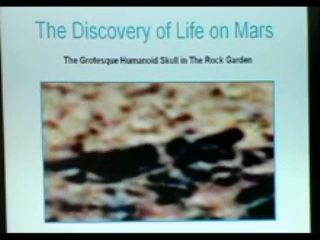 The Discovery of Life on Mars
The Grotesque Humanoid Skull in The Rock Garden